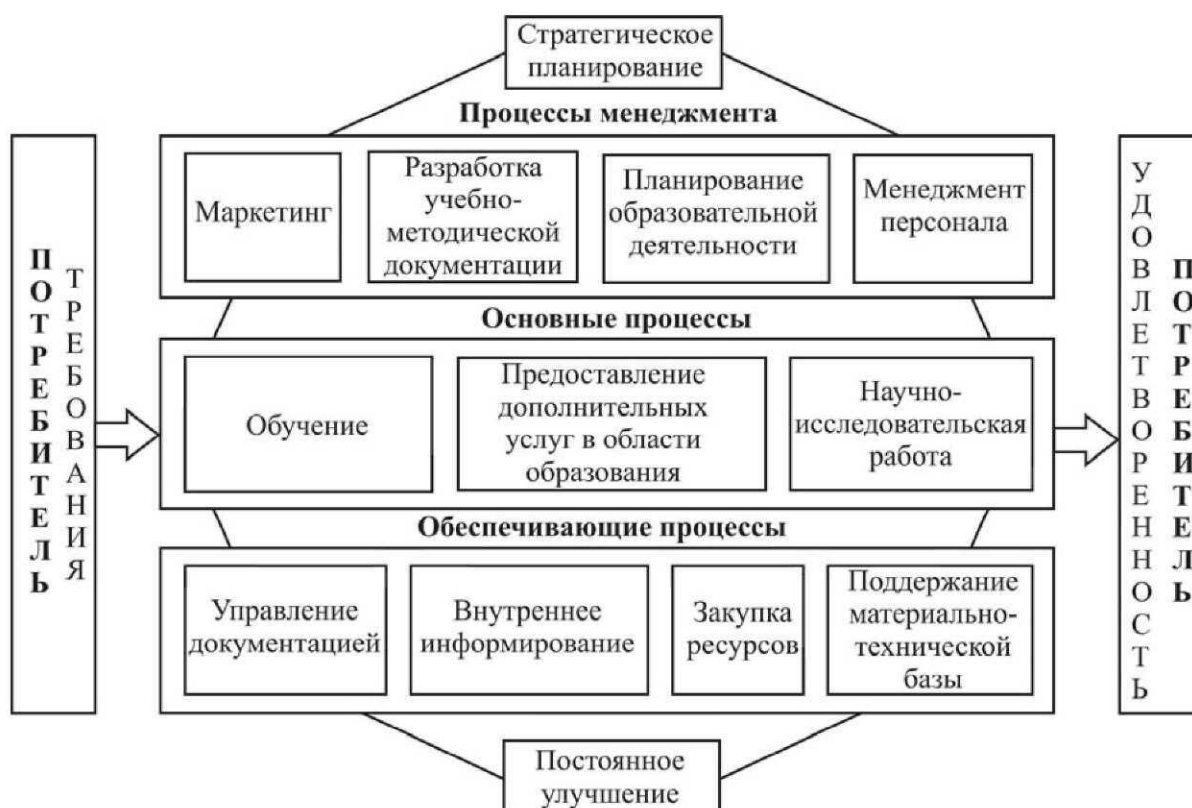 Стратегическое
планирование
Процессы менеджмента
Маркетинг
Разработка
учебно-
методической
документации
Планирование
образовательной
деятельности
Менеджмент
персонала
ПОТРЕБИТЕЛЬ
ТРЕБОВАНИЯ
Основные процессы
Обучение
Предоставление
дополнительных
услуг в области
образования
Научно-
исследовательская
работа
Обеспечивающие процессы
Управление
документацией
Внутреннее
информирование
Закупка
ресурсов
Поддержание
материально-
технической
базы
Постоянное
улучшение
УДОВЛЕТВОРЕННОСТЬ
ПОТРЕБИТЕЛЬ